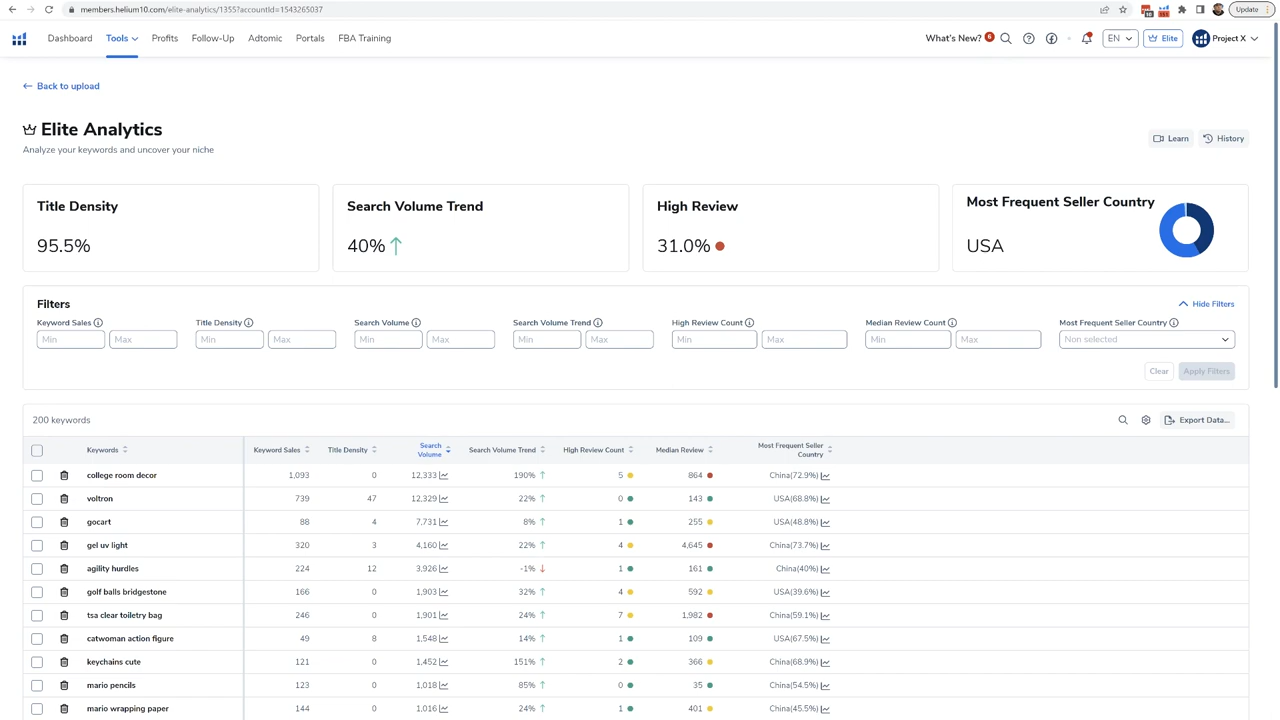 members.helium10.com/elite-analytics/1355?accountId=1543265037
Update
Dashboard Tools Profits Follow-Up Adtomic Portals FBA Training What's New? 6 EN Elite Project X
Back to upload
Elite Analytics
Analyze your keywords and uncover your niche
Learn History
Title Density Search Volume Trend High Review Most Frequent Seller Country
95.5% 40% 31.0% USA
Filters Hide Filters
Keyword Sales Title Density Search Volume Search Volume Trend High Review Count Median Review Count Most Frequent Seller Country
Min Max Min Max Min Max Min Max Min Max Min Max Non selected
Clear Apply Filters
200 keywords Export Data...
Keywords Keyword Sales Title Density Search Volume Search Volume Trend High Review Count Median Review Most Frequent Seller Country
college room decor 1,093 0 12,333 190% 5 864 China(72.9%)
voltron 739 47 12,329 22% 0 143 USA(68.8%)
gocart 88 4 7,731 8% 1 255 USA(48.8%)
gel uv light 320 3 4,160 22% 4 4,645 China(73.7%)
agility hurdles 224 12 3,926 -1% 1 161 China(40%)
golf balls bridgestone 166 0 1,903 32% 4 592 USA(39.6%)
tsa clear toiletry bag 246 0 1,901 24% 7 1,982 China(59.1%)
catwoman action figure 49 8 1,548 14% 1 109 USA(67.5%)
keychains cute 121 0 1,452 151% 2 366 China(68.9%)
mario pencils 123 0 1,018 85% 0 35 China(54.5%)
mario wrapping paper 144 0 1,016 24% 1 401 China(45.5%)